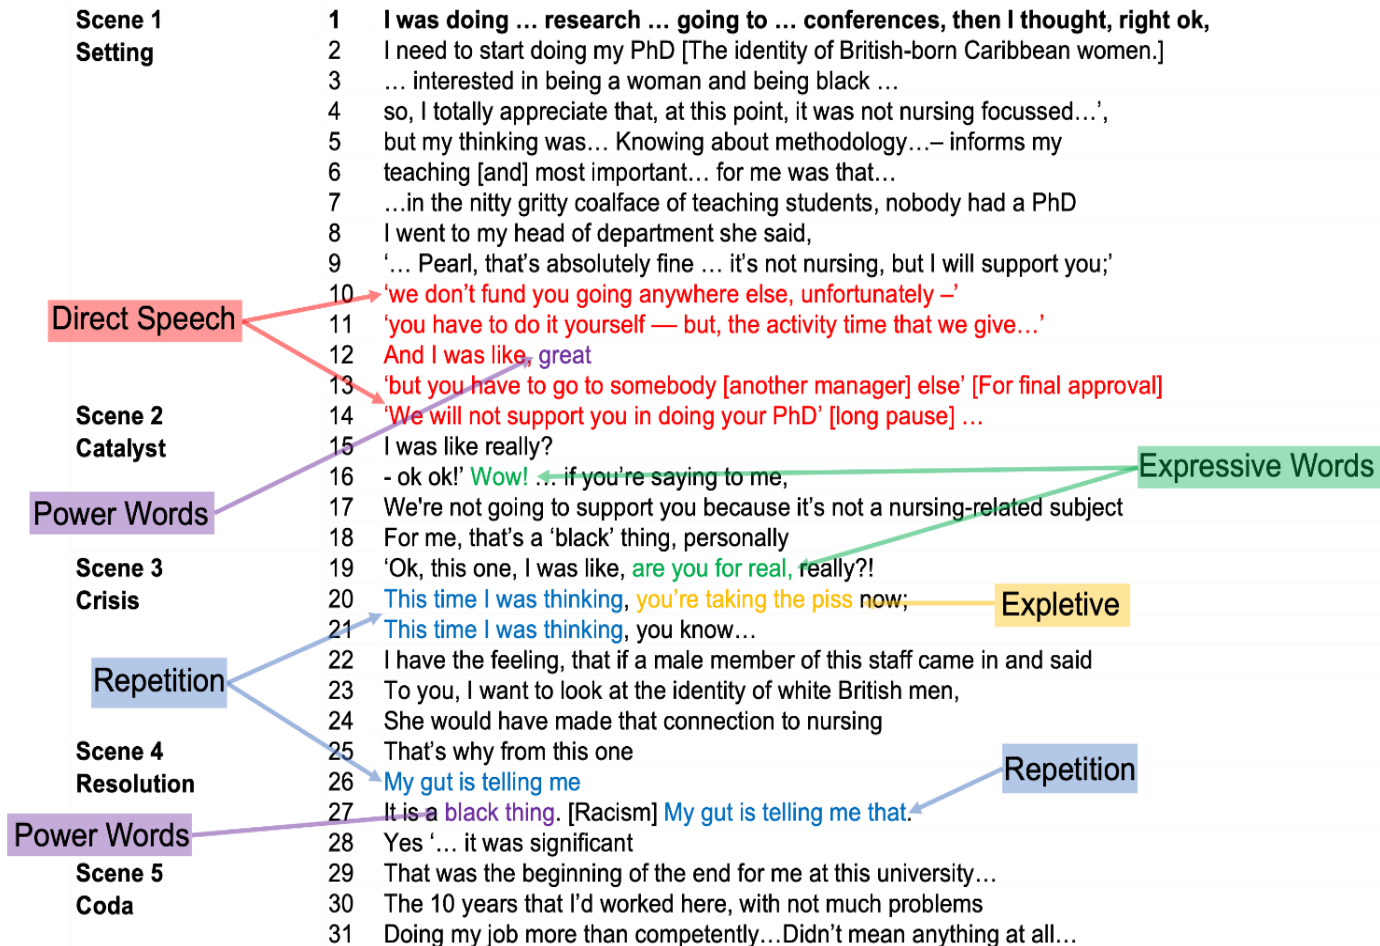 Scene 1 1 I was doing … research … going to … conferences, then I thought, right ok,
Setting 2 I need to start doing my PhD [The identity of British-born Caribbean women.]
3 … interested in being a woman and being black …
4 so, I totally appreciate that, at this point, it was not nursing focussed…’,
5 but my thinking was… Knowing about methodology…– informs my
6 teaching [and] most important… for me was that…
7 …in the nitty gritty coalface of teaching students, nobody had a PhD
8 I went to my head of department she said,
9 ‘… Pearl, that’s absolutely fine … it’s not nursing, but I will support you;’
10 ‘we don’t fund you going anywhere else, unfortunately –’
Direct Speech
11 ‘you have to do it yourself — but, the activity time that we give…’
12 And I was like, great
13 ‘but you have to go to somebody [another manager] else’ [For final approval]
Scene 2 14 ‘We will not support you in doing your PhD’ [long pause] …
Catalyst 15 I was like really?
16 - ok ok!’ Wow! … if you’re saying to me,
Expressive Words
Power Words
17 We're not going to support you because it’s not a nursing-related subject
18 For me, that’s a ‘black’ thing, personally
Scene 3 19 ‘Ok, this one, I was like, are you for real, really?!
Crisis 20 This time I was thinking, you’re taking the piss now;
Expletive
21 This time I was thinking, you know…
22 I have the feeling, that if a male member of this staff came in and said
Repetition
23 To you, I want to look at the identity of white British men,
24 She would have made that connection to nursing
Scene 4 25 That’s why from this one
Resolution 26 My gut is telling me
Repetition
27 It is a black thing. [Racism] My gut is telling me that.
Power Words
28 Yes ‘… it was significant
Scene 5 29 That was the beginning of the end for me at this university…
Coda 30 The 10 years that I’d worked here, with not much problems
31 Doing my job more than competently…Didn’t mean anything at all…